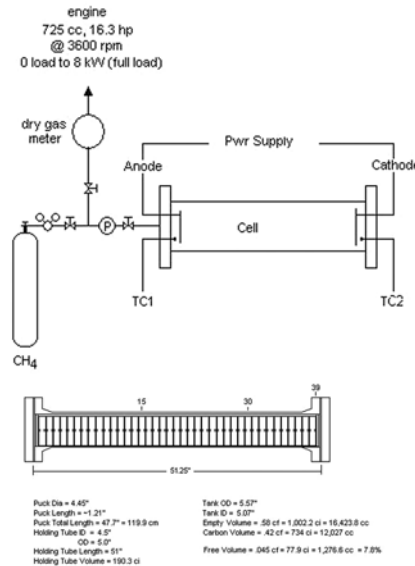 engine
725 cc, 16.3 hp
@ 3600 rpm
0 load to 8 kW (full load)
dry gas
meter
Pwr Supply
Anode
Cathode
P
Cell
TC1
TC2
CH4
15
30
39
51.25"
Puck Dia = 4.45"
Puck Length = ~1.21"
Puck Total Length = 47.7" = 119.9 cm
Holding Tube ID = 4.5"
OD = 5.0"
Holding Tube Length = 51"
Holding Tube Volume = 190.3 ci
Tank OD = 5.57"
Tank ID = 5.07"
Empty Volume = .58 cf = 1,002.2 ci = 16,423.8 cc
Carbon Volume = .42 cf = 734 ci = 12,027 cc
Free Volume = .045 cf = 77.9 ci = 1,276.6 cc = 7.8%